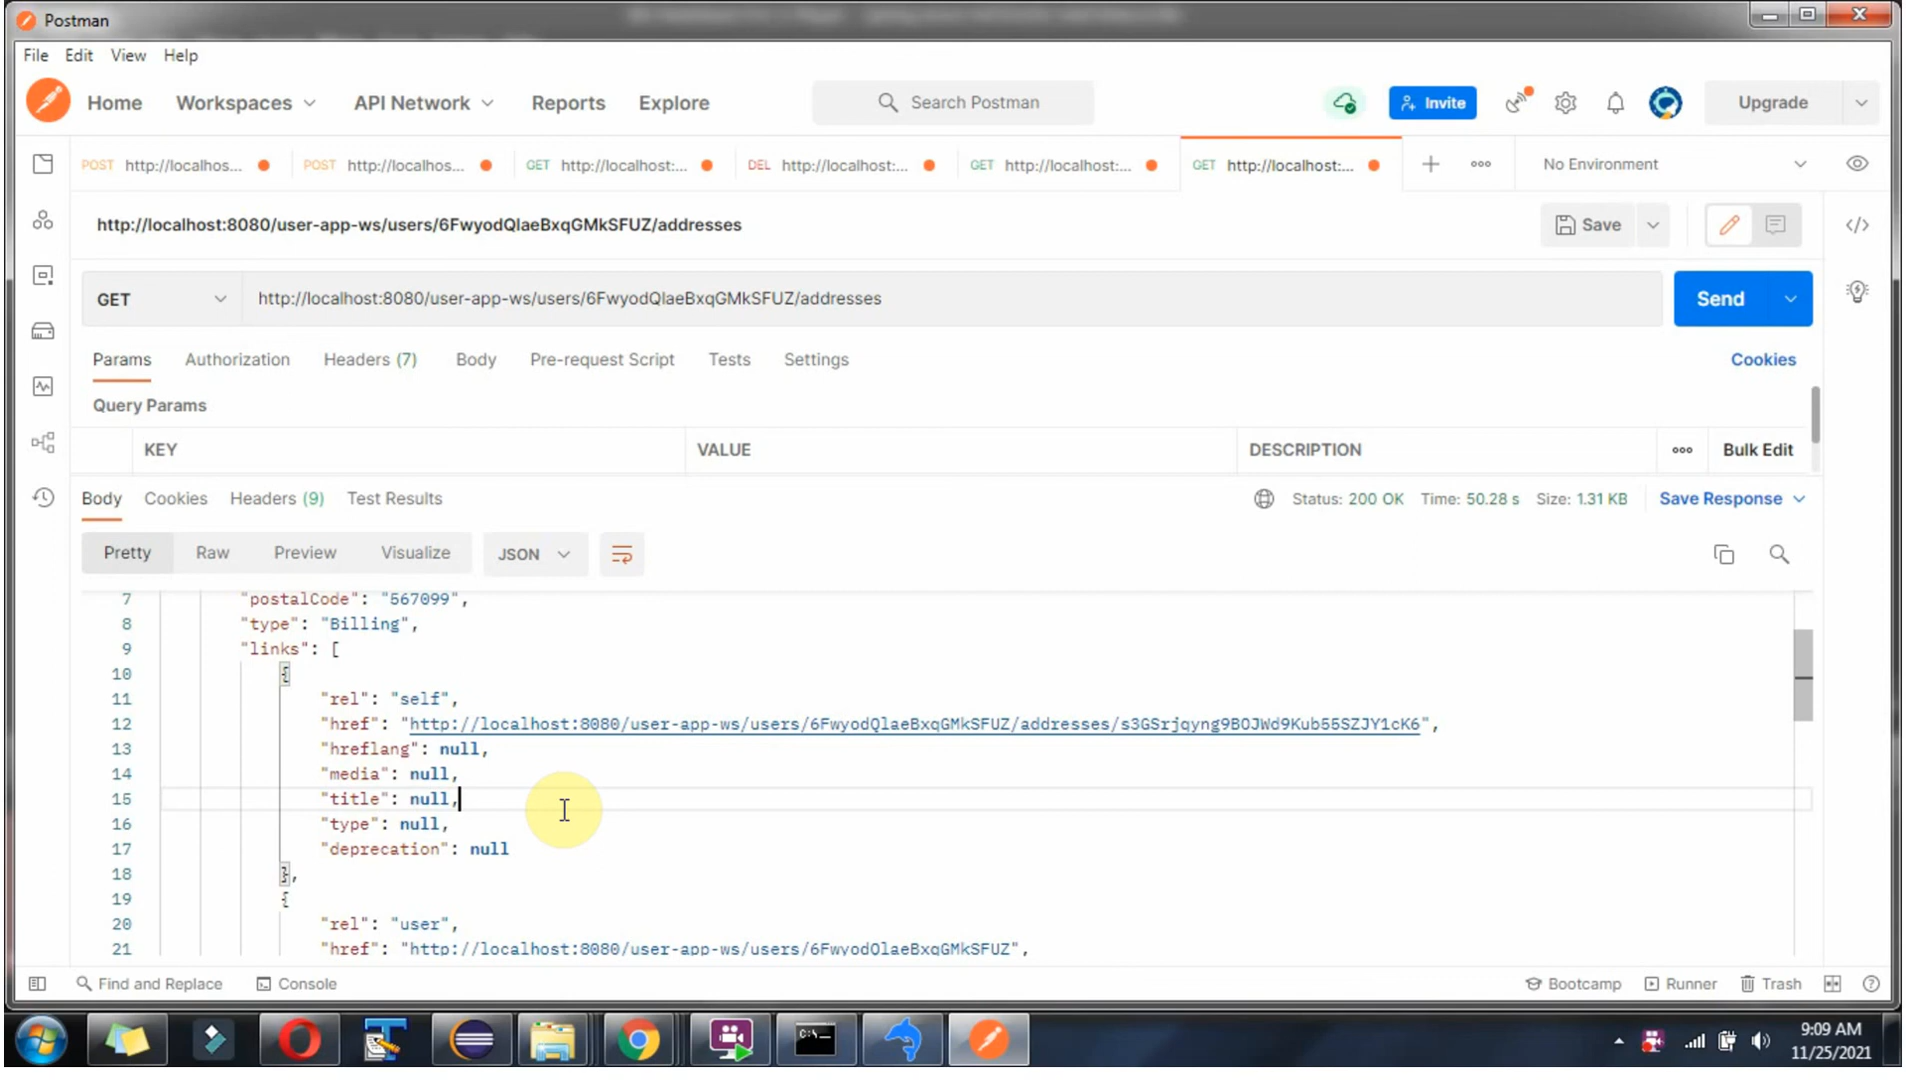 Postman
File Edit View Help
Home Workspaces API Network Reports Explore Search Postman Invite Upgrade
POST http://localhos... POST http://localhos... GET http://localhost:... DEL http://localhost:... GET http://localhost:... GET http://localhost:... No Environment
http://localhost:8080/user-app-ws/users/6FwyodQlaeBxqGMkSFUZ/addresses Save
GET http://localhost:8080/user-app-ws/users/6FwyodQlaeBxqGMkSFUZ/addresses Send
Params Authorization Headers (7) Body Pre-request Script Tests Settings Cookies
Query Params
KEY VALUE DESCRIPTION Bulk Edit
Body Cookies Headers (9) Test Results Status: 200 OK Time: 50.28 s Size: 1.31 KB Save Response
Pretty Raw Preview Visualize JSON
7 "postalCode": "567099",
8 "type": "Billing",
9 "links": [
10 {
11 "rel": "self",
12 "href": "http://localhost:8080/user-app-ws/users/6FwyodQlaeBxqGMkSFUZ/addresses/s3GSrjqyng9BOJWd9Kub55SZJY1cK6",
13 "hreflang": null,
14 "media": null,
15 "title": null,
16 "type": null,
17 "deprecation": null
18 },
19 {
20 "rel": "user",
21 "href": "http://localhost:8080/user-app-ws/users/6FwyodQlaeBxqGMkSFUZ",
Find and Replace Console Bootcamp Runner Trash
9:09 AM
11/25/2021